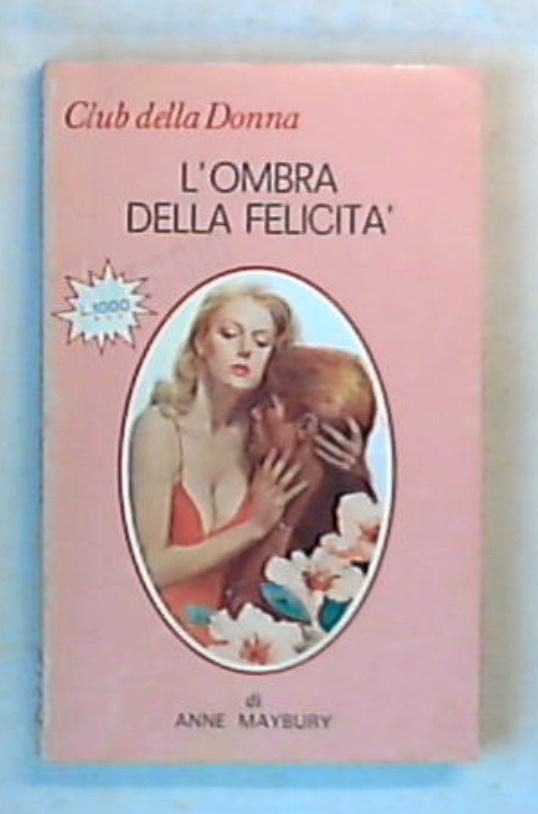 Club della Donna
L'OMBRA
DELLA FELICITA'
L.1000
di
ANNE MAYBURY